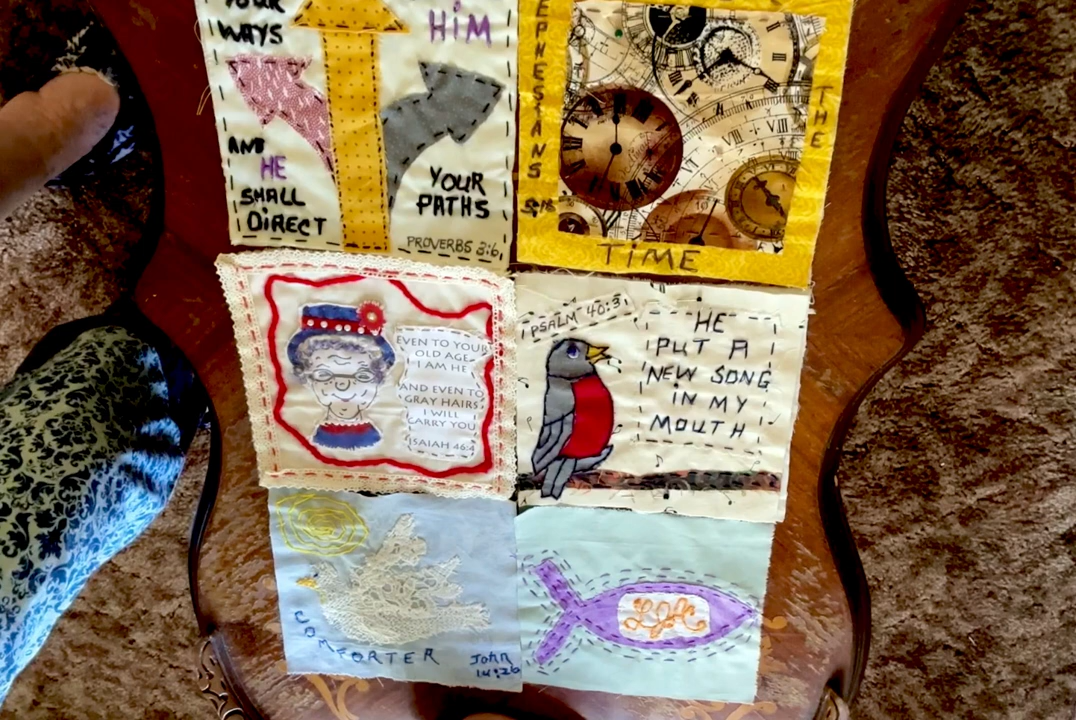 YOUR
WAYS
HIM
AND
HE
SHALL
DiRECT
YOUR
PATHS
PROVERBS 3:6
EPHESIANS
5:16
THE
TIME
EVEN TO YOUR
OLD AGE
I AM HE
AND EVEN TO
GRAY HAIRS
I WILL
CARRY YOU
ISAIAH 46:4
PSALM 40:3
HE
PUT A
NEW SONG
iN MY
MOUTH
COMFORTER
John
14:26